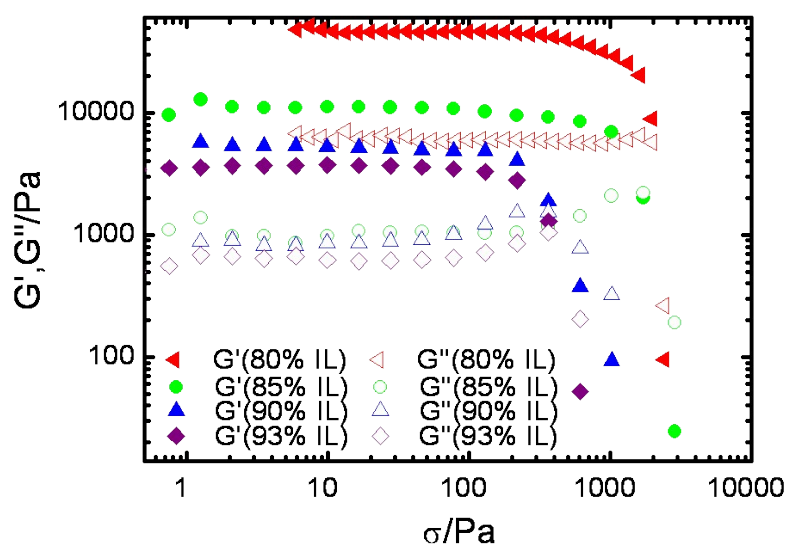 G',G''/Pa
10000
1000
100
G'(80% IL) G''(80% IL)
G'(85% IL) G''(85% IL)
G'(90% IL) G''(90% IL)
G'(93% IL) G''(93% IL)
1 10 100 1000 10000
σ/Pa